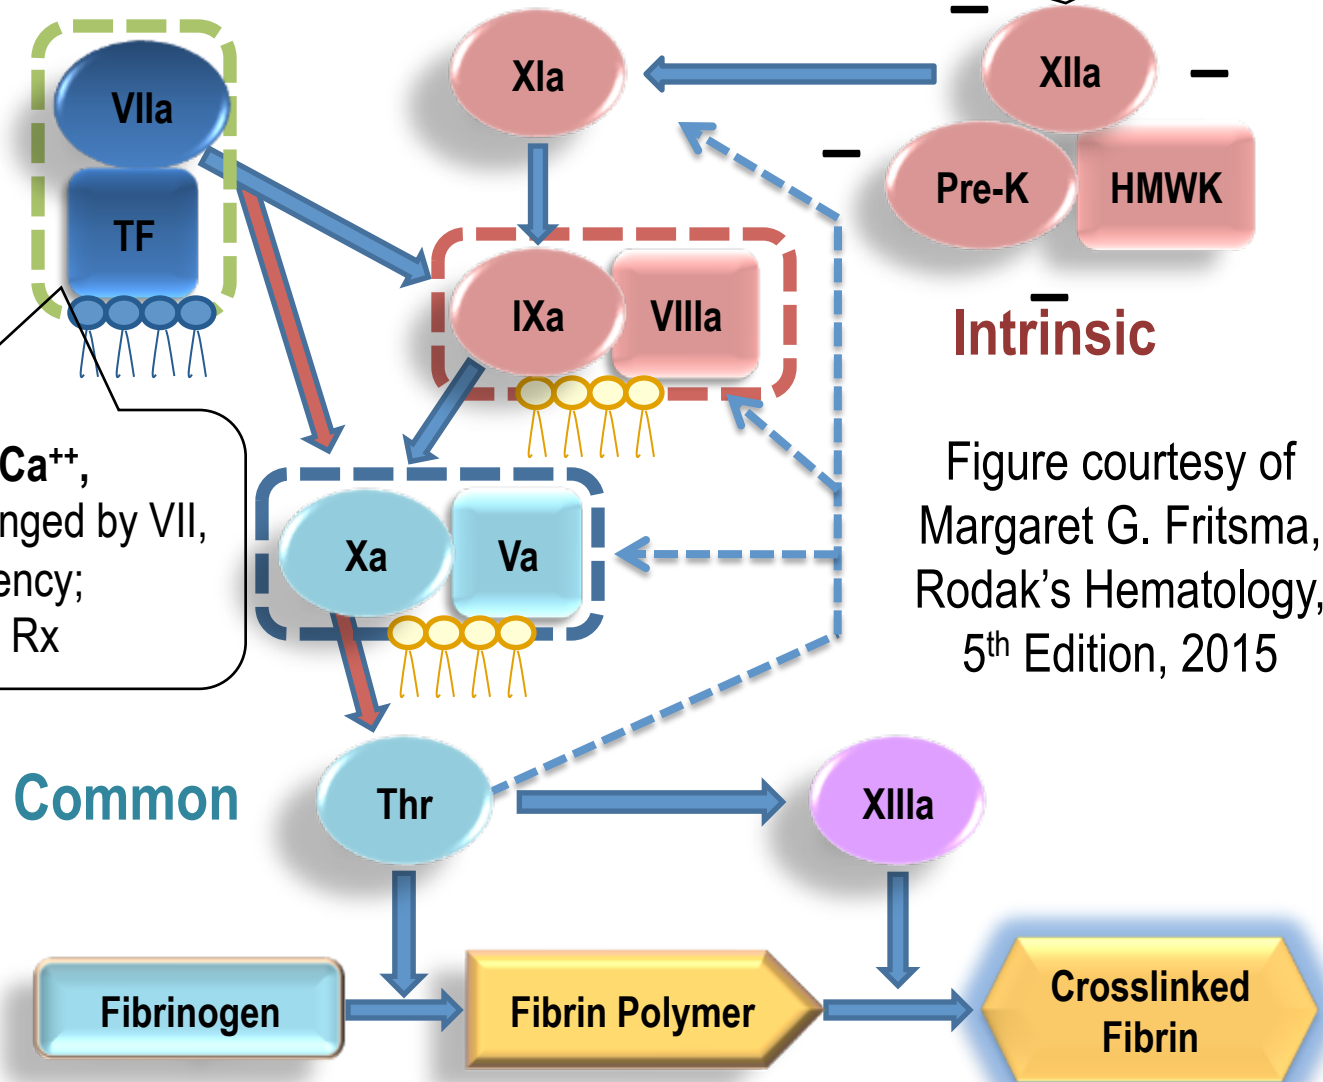 VIIa
TF
XIa
XIIa
Pre-K
HMWK
IXa
VIIIa
Intrinsic
Ca⁺⁺,
nged by VII,
ency;
Rx
Xa
Va
Figure courtesy of
Margaret G. Fritsma,
Rodak’s Hematology,
5ᵗʰ Edition, 2015
Common
Thr
XIIIa
Fibrinogen
Fibrin Polymer
Crosslinked
Fibrin